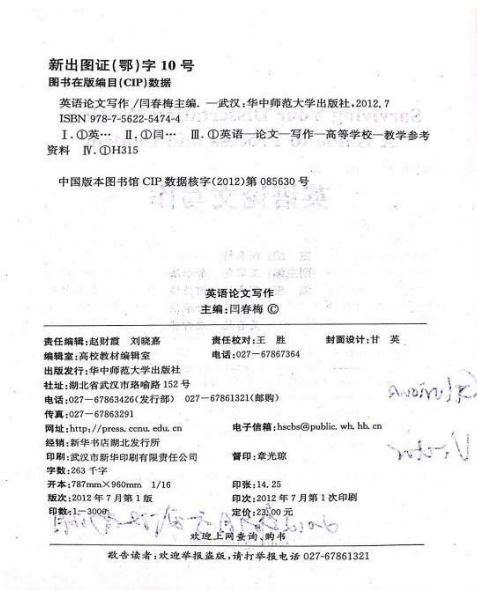 新出图证(鄂)字10号
图书在版编目(CIP)数据
英语论文写作/闫春梅主编.—武汉:华中师范大学出版社,2012.7
ISBN 978-7-5622-5474-4
Ⅰ.①英… Ⅱ.①闫… Ⅲ.①英语—论文—写作—高等学校—教学参考
资料 Ⅳ.①H315
中国版本图书馆CIP数据核字(2012)第085630号
英语论文写作
主编:闫春梅 ©
责任编辑:赵财霞 刘晓嘉 责任校对:王 胜 封面设计:甘 英
编辑室:高校教材编辑室 电话:027-67867364
出版发行:华中师范大学出版社
社址:湖北省武汉市珞喻路152号
电话:027-67863426(发行部) 027-67861321(邮购)
传真:027-67863291
网址:http://press.ccnu.edu.cn 电子信箱:hscbs@public.wh.hb.cn
经销:新华书店湖北发行所
印刷:武汉市新华印刷有限责任公司 督印:章光琼
字数:263千字
开本:787mm×960mm 1/16 印张:14.25
版次:2012年7月第1版 印次:2012年7月第1次印刷
印数:1—3000 定价:23.00元
欢迎上网查询、购书
敬告读者:欢迎举报盗版,请打举报电话 027-67861321